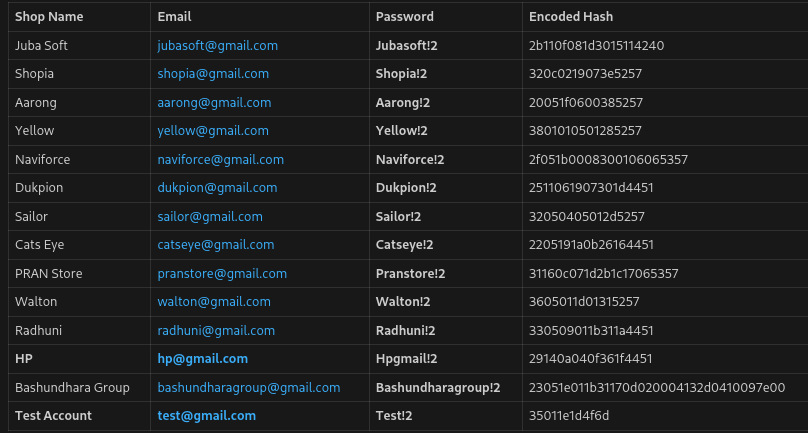 Shop Name Email Password Encoded Hash
Juba Soft jubasoft@gmail.com Jubasoft!2 2b110f081d3015114240
Shopia shopia@gmail.com Shopia!2 320c0219073e5257
Aarong aarong@gmail.com Aarong!2 20051f0600385257
Yellow yellow@gmail.com Yellow!2 3801010501285257
Naviforce naviforce@gmail.com Naviforce!2 2f051b0008300106065357
Dukpion dukpion@gmail.com Dukpion!2 2511061907301d4451
Sailor sailor@gmail.com Sailor!2 32050405012d5257
Cats Eye catseye@gmail.com Catseye!2 2205191a0b26164451
PRAN Store pranstore@gmail.com Pranstore!2 31160c071d2b1c17065357
Walton walton@gmail.com Walton!2 3605011d01315257
Radhuni radhuni@gmail.com Radhuni!2 330509011b311a4451
HP hp@gmail.com Hpgmail!2 29140a040f361f4451
Bashundhara Group bashundharagroup@gmail.com Bashundharagroup!2 23051e011b31170d020004132d0410097e00
Test Account test@gmail.com Test!2 35011e1d4f6d